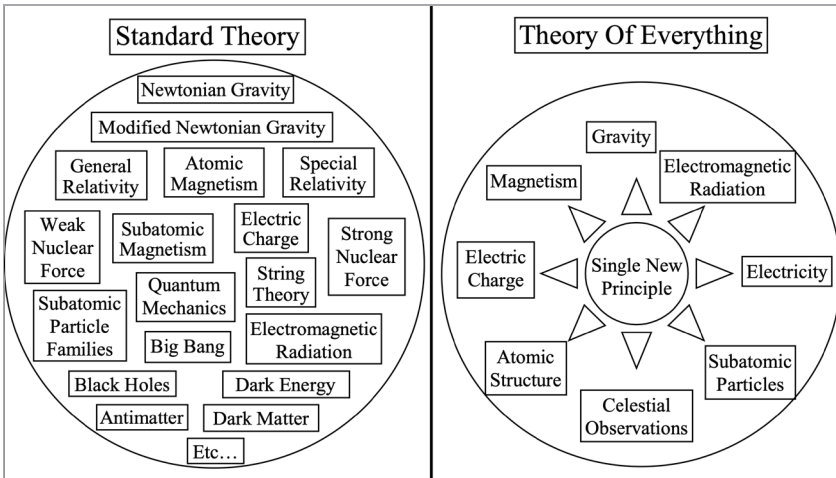 Standard Theory
Newtonian Gravity
Modified Newtonian Gravity
General
Relativity
Atomic
Magnetism
Special
Relativity
Weak
Nuclear
Force
Subatomic
Magnetism
Electric
Charge
Strong
Nuclear
Force
Quantum
Mechanics
String
Theory
Subatomic
Particle
Families
Big Bang
Electromagnetic
Radiation
Black Holes
Dark Energy
Antimatter
Dark Matter
Etc…
Theory Of Everything
Gravity
Electromagnetic
Radiation
Magnetism
Electric
Charge
Single New
Principle
Electricity
Atomic
Structure
Subatomic
Particles
Celestial
Observations